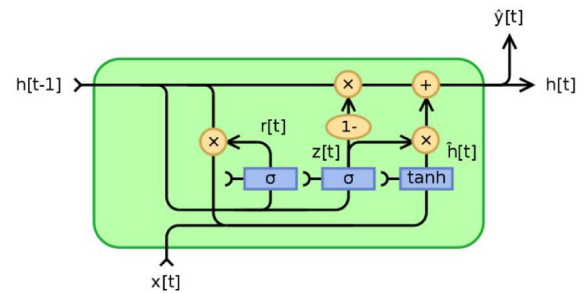 ŷ[t]
h[t-1]
×
+
h[t]
r[t]
1-
×
z[t]
×
ĥ[t]
σ
σ
tanh
x[t]